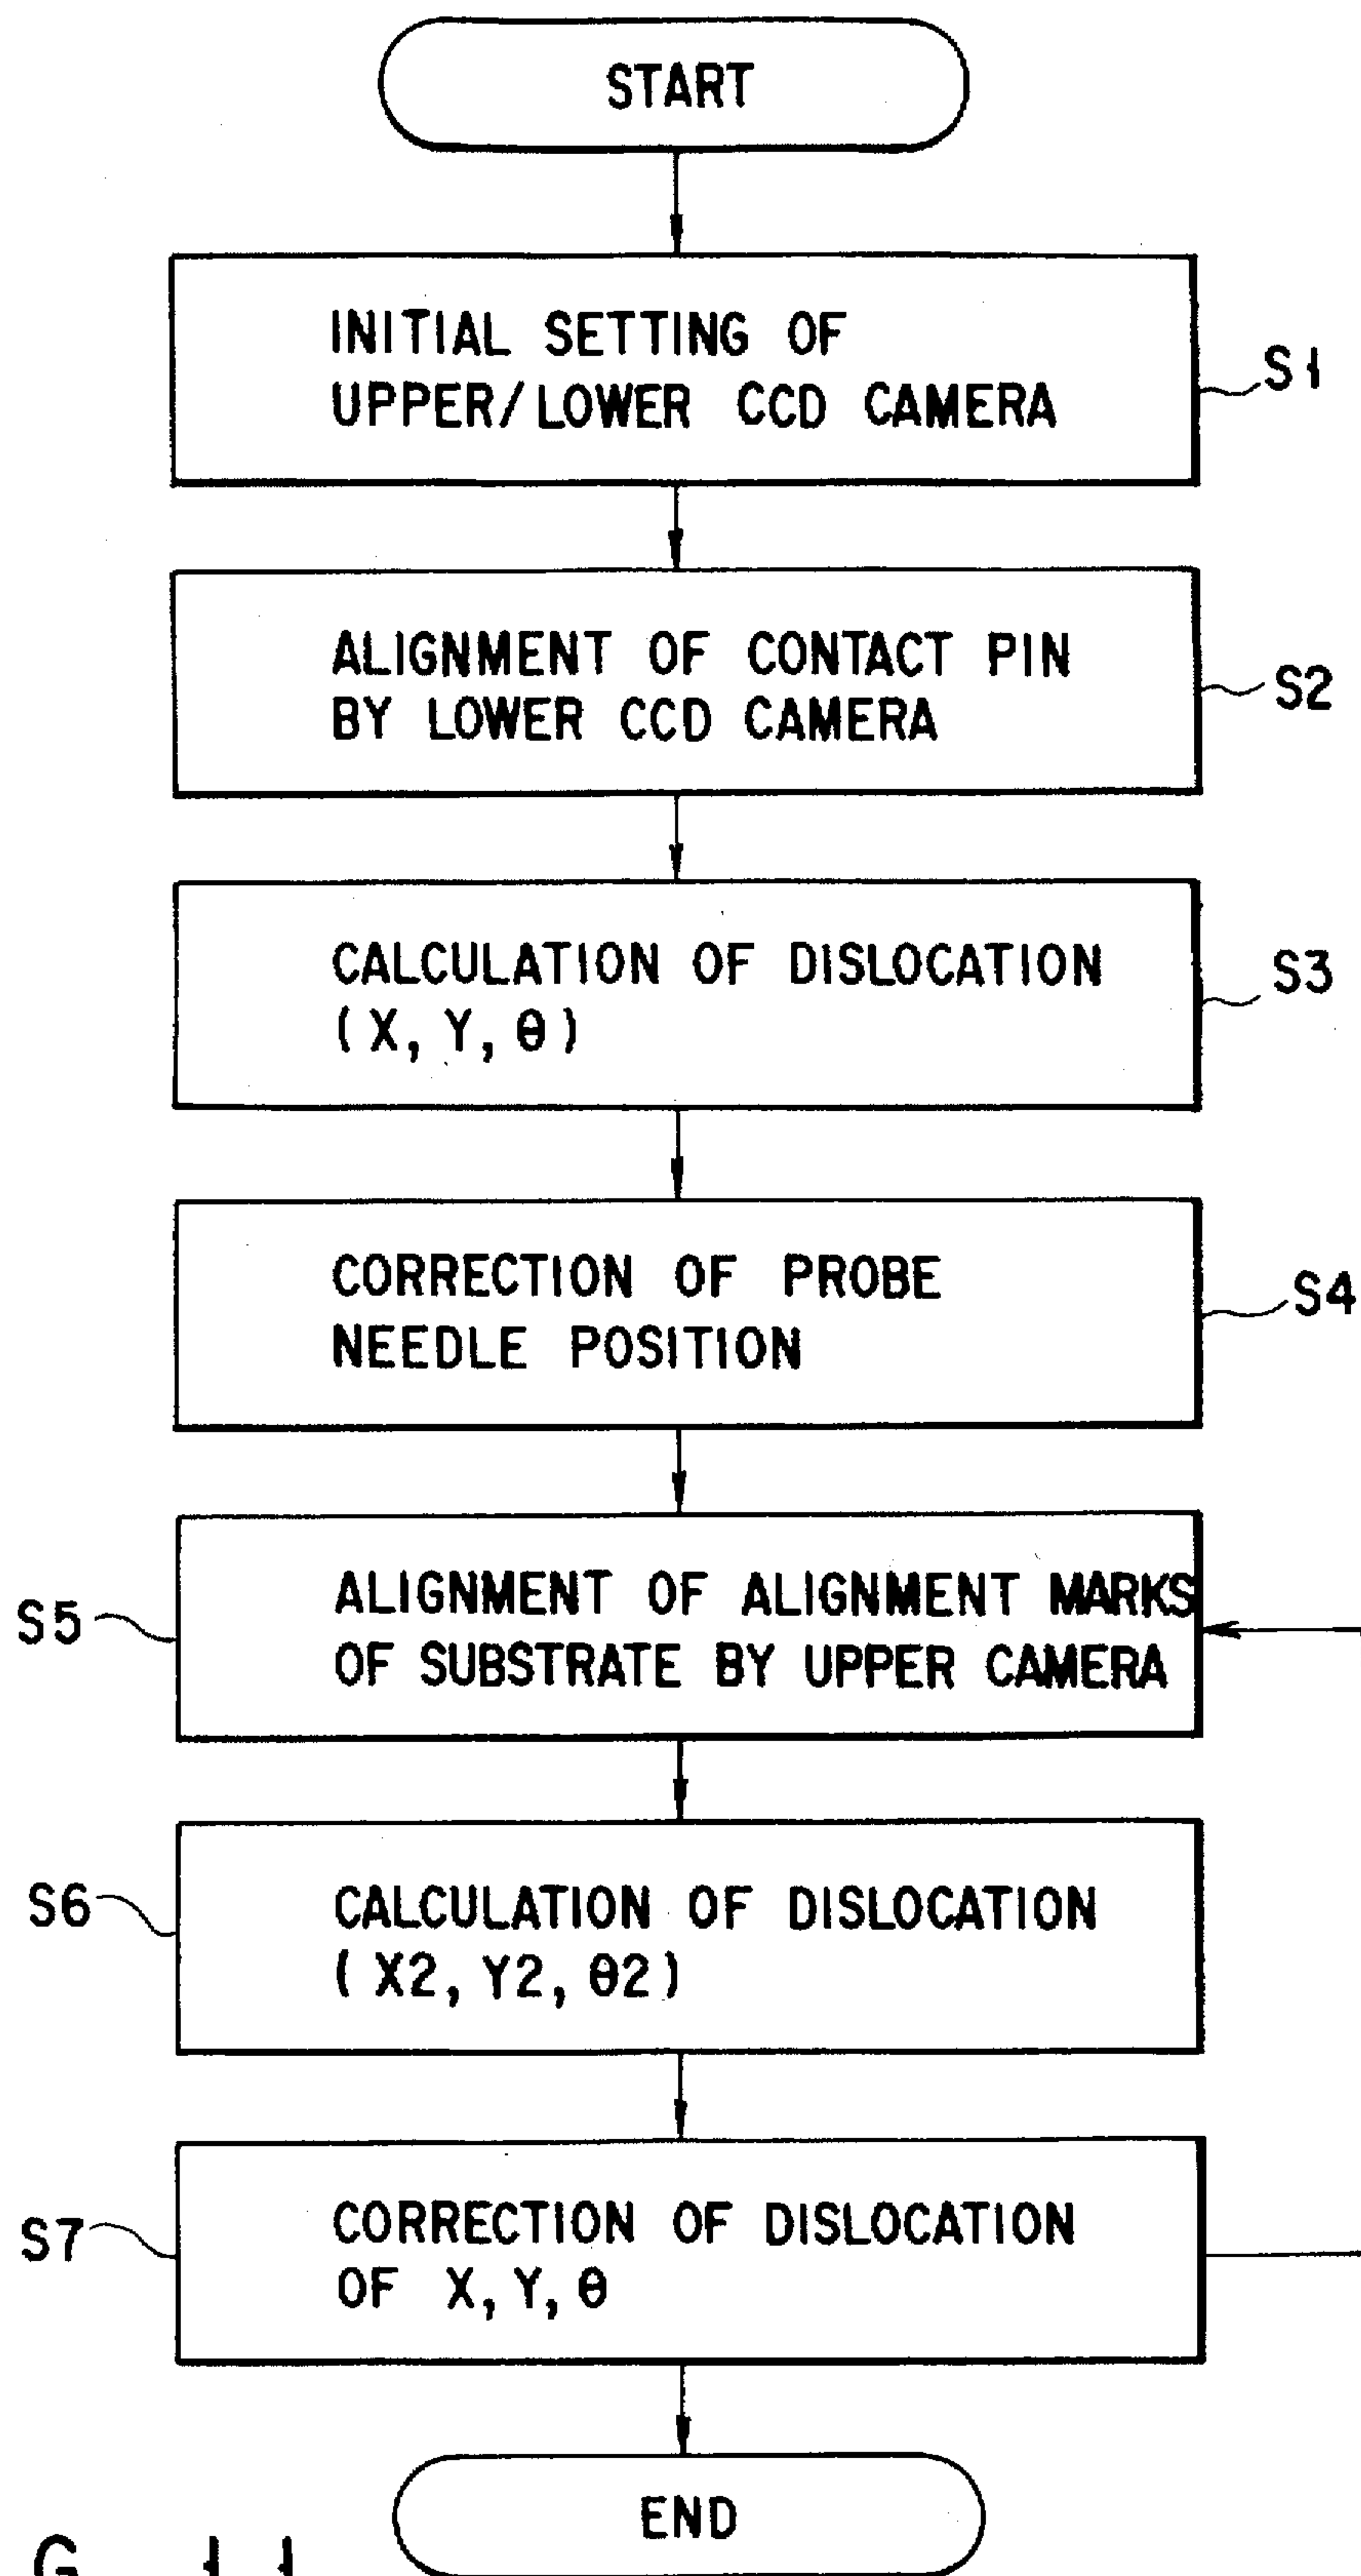 START
INITIAL SETTING OF
UPPER/LOWER CCD CAMERA
S1
ALIGNMENT OF CONTACT PIN
BY LOWER CCD CAMERA
S2
CALCULATION OF DISLOCATION
(X, Y, θ)
S3
CORRECTION OF PROBE
NEEDLE POSITION
S4
S5
ALIGNMENT OF ALIGNMENT MARKS
OF SUBSTRATE BY UPPER CAMERA
S6
CALCULATION OF DISLOCATION
(X2, Y2, θ2)
S7
CORRECTION OF DISLOCATION
OF X, Y, θ
END